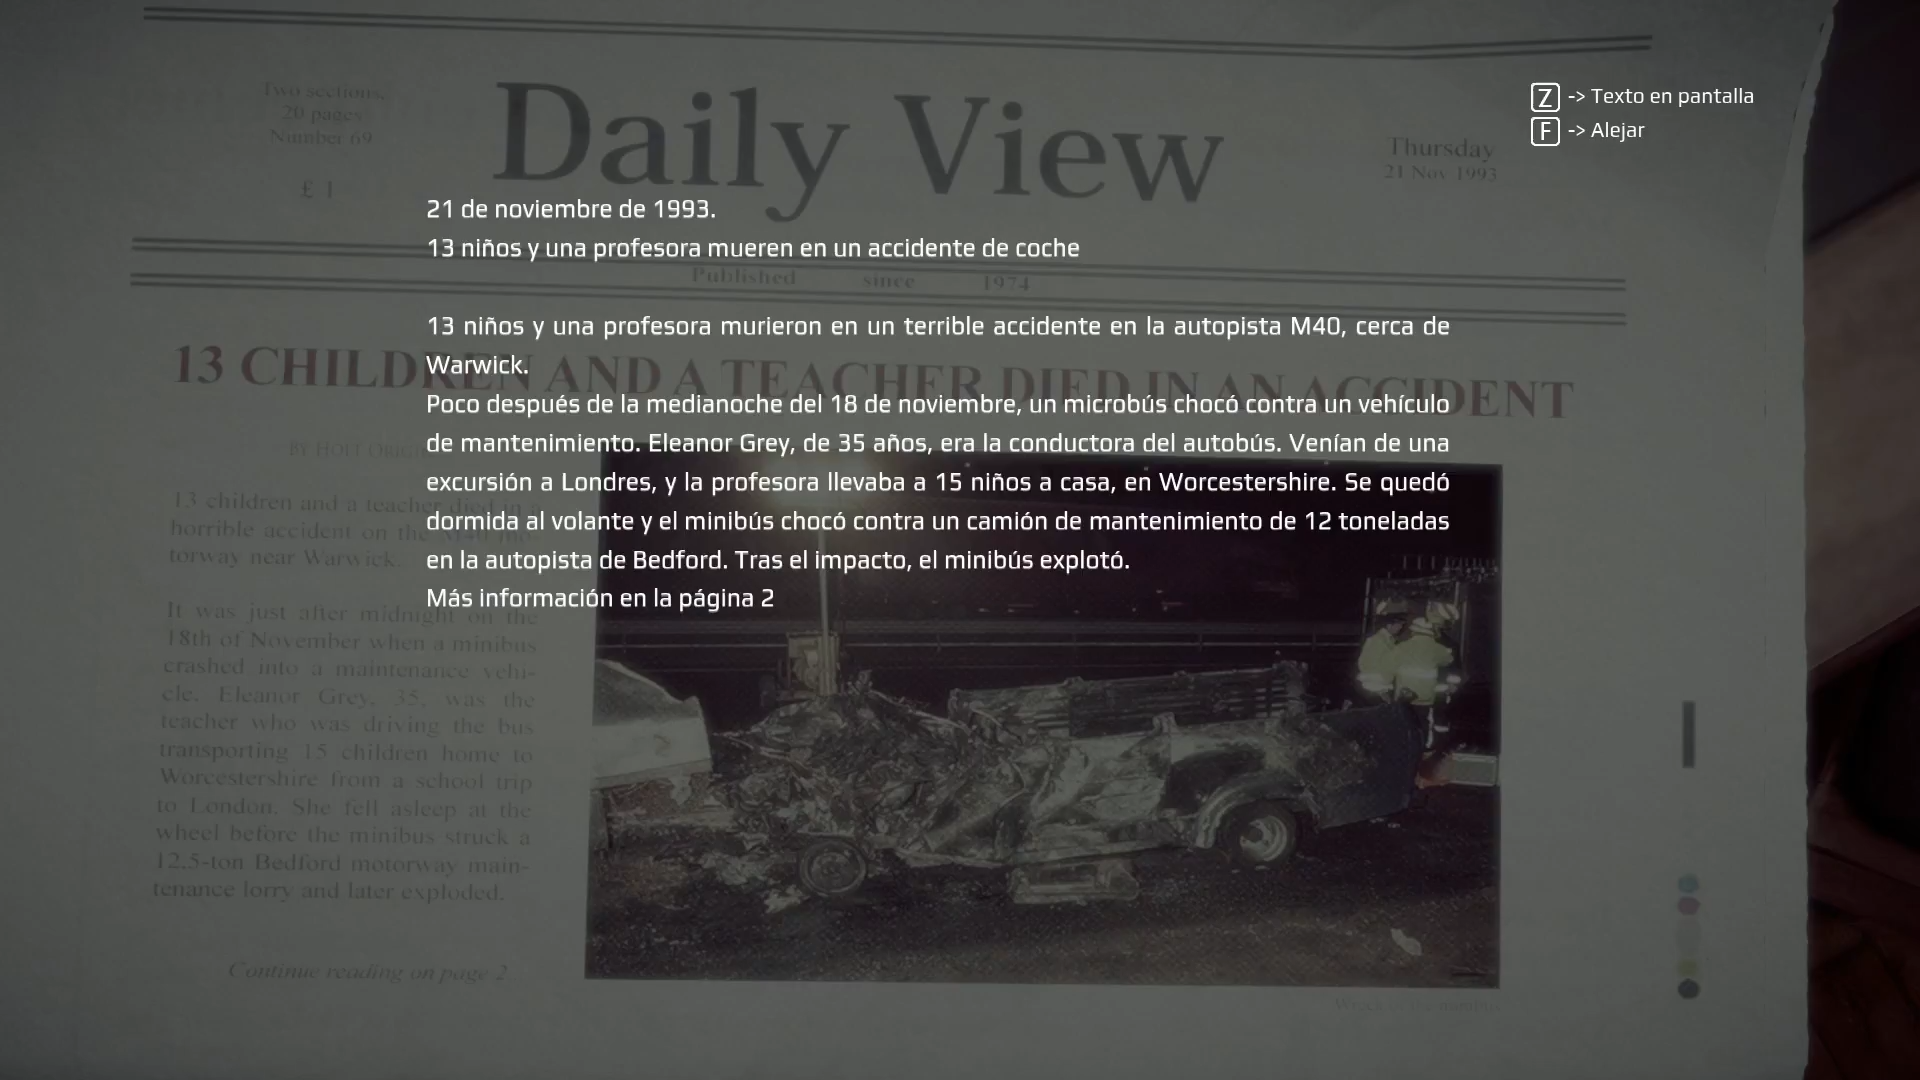 Two sections,
20 pages
Number 69
£ 1
Daily View
Thursday
21 Nov 1993
Z -> Texto en pantalla
F -> Alejar
21 de noviembre de 1993.
13 niños y una profesora mueren en un accidente de coche
Published since 1974
13 niños y una profesora murieron en un terrible accidente en la autopista M40, cerca de
Warwick.
Poco después de la medianoche del 18 de noviembre, un microbús chocó contra un vehículo
de mantenimiento. Eleanor Grey, de 35 años, era la conductora del autobús. Venían de una
excursión a Londres, y la profesora llevaba a 15 niños a casa, en Worcestershire. Se quedó
dormida al volante y el minibús chocó contra un camión de mantenimiento de 12 toneladas
en la autopista de Bedford. Tras el impacto, el minibús explotó.
Más información en la página 2
13 CHILDREN AND A TEACHER DIED IN AN ACCIDENT
BY HOLT
13 children and a teacher died in a
horrible accident on the M40 mo-
torway near Warwick.
It was just after midnight on the
18th of November when a minibus
crashed into a maintenance vehi-
cle. Eleanor Grey, 35, was the
teacher who was driving the bus
transporting 15 children home to
Worcestershire from a school trip
to London. She fell asleep at the
wheel before the minibus struck a
12.5-ton Bedford motorway main-
tenance lorry and later exploded.
Continue reading on page 2